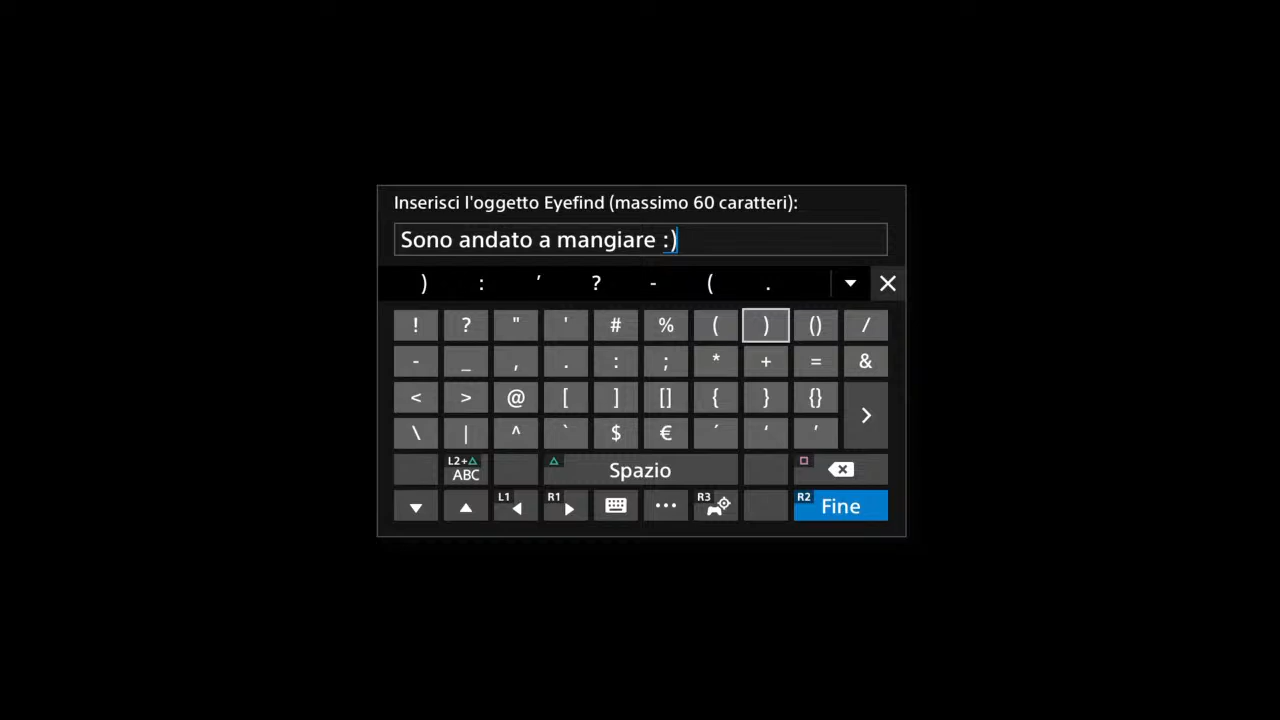 Inserisci l'oggetto Eyefind (massimo 60 caratteri):
Sono andato a mangiare :)
) : ’ ? - ( .
! ? " ' # % ( ) () /
- _ , . : ; * + = &
< > @ [ ] [] { } {} >
\ | ^ ` $ € ´ ‘ ’
L2+△ ABC △ Spazio □
L1 R1 ... R3 R2 Fine